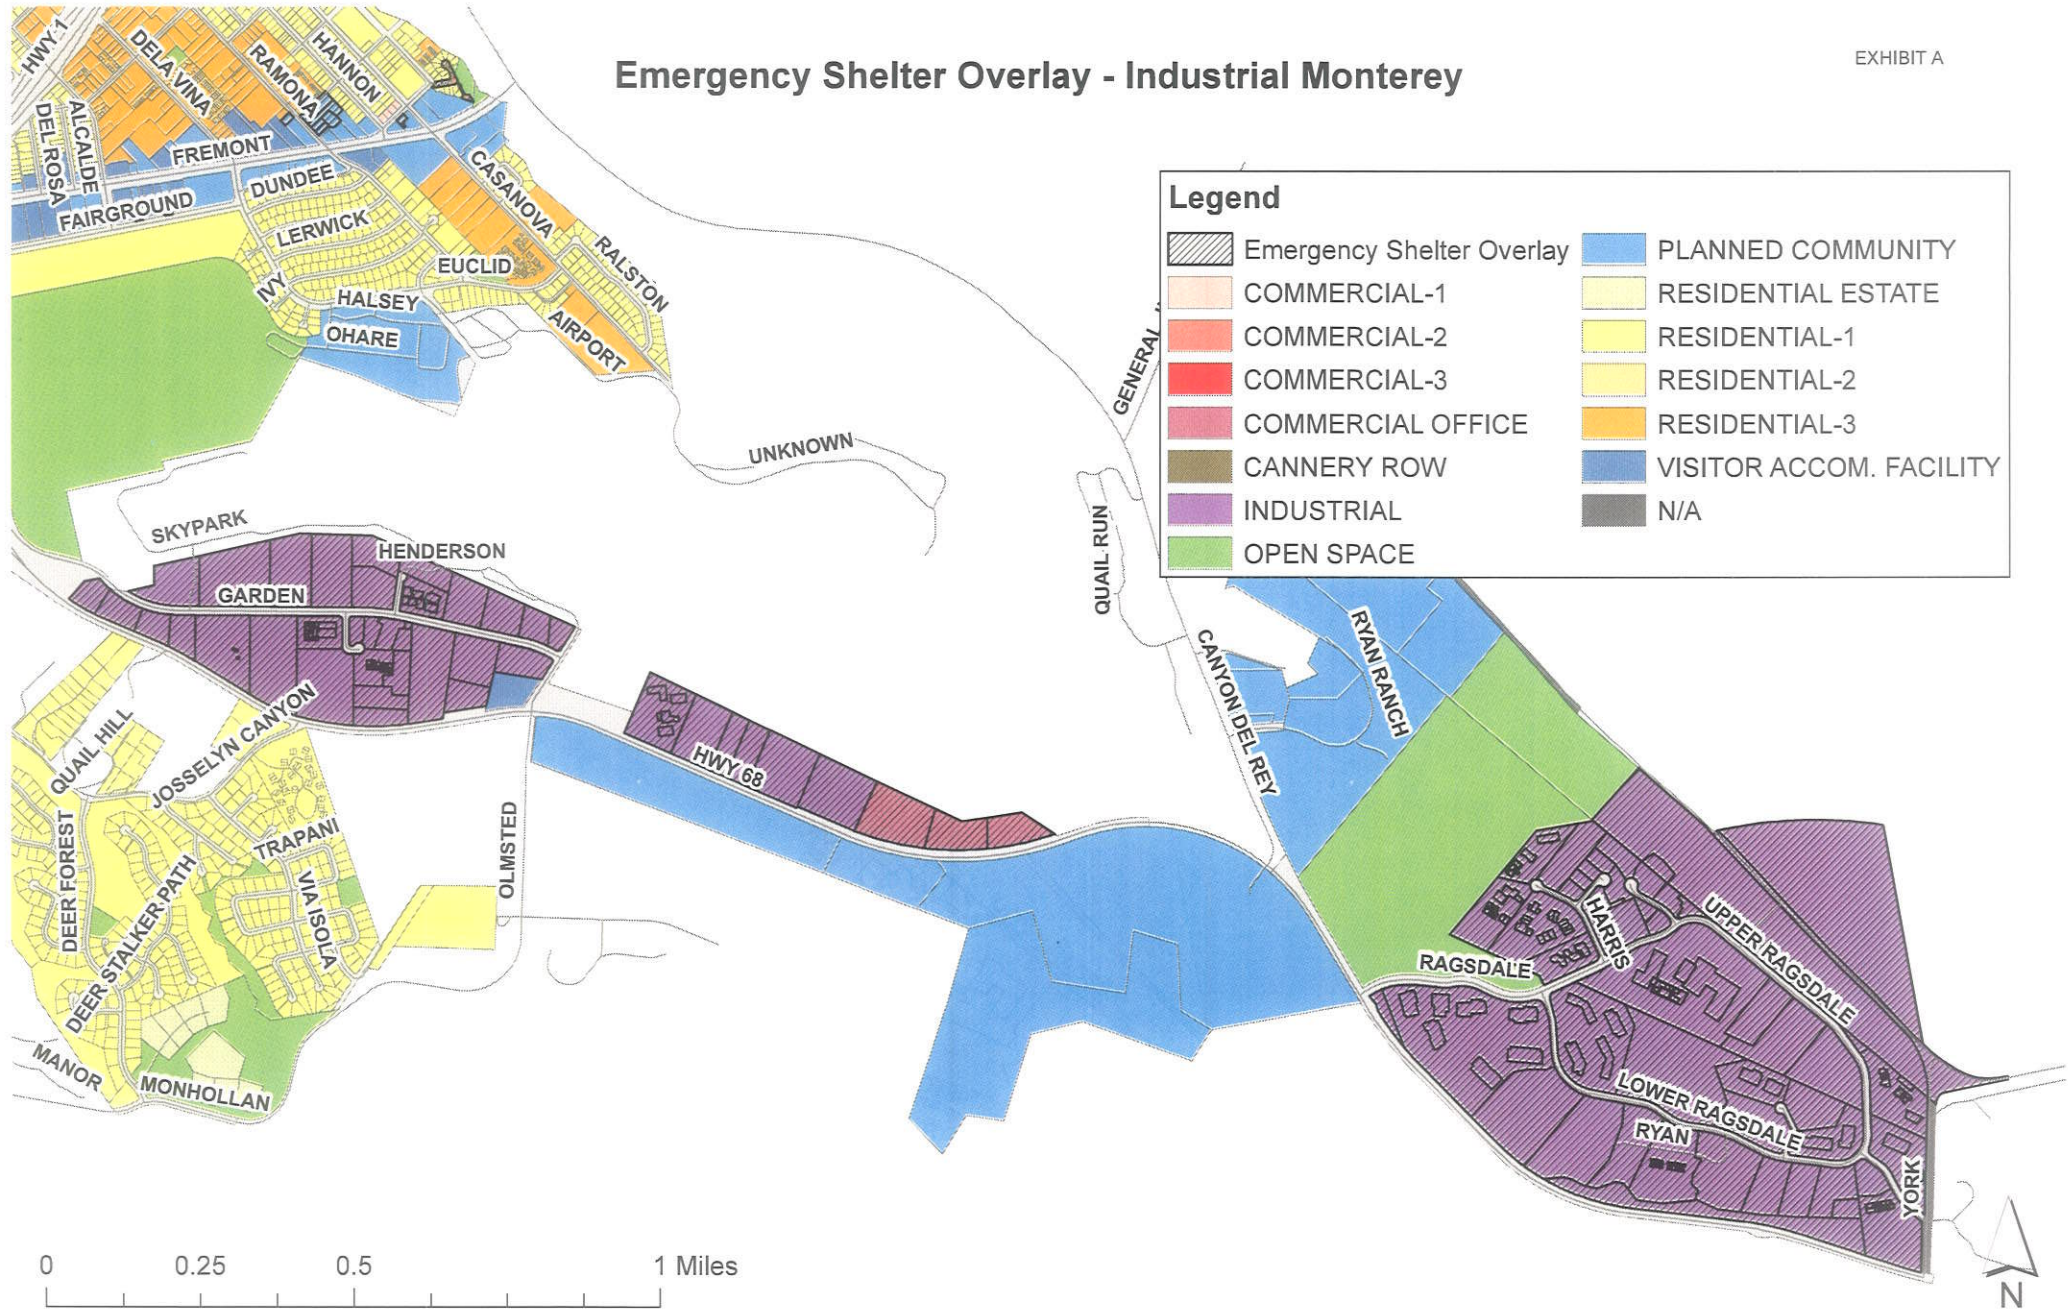 EXHIBIT A
Emergency Shelter Overlay - Industrial Monterey
Legend
Emergency Shelter Overlay
COMMERCIAL-1
COMMERCIAL-2
COMMERCIAL-3
COMMERCIAL OFFICE
CANNERY ROW
INDUSTRIAL
OPEN SPACE
PLANNED COMMUNITY
RESIDENTIAL ESTATE
RESIDENTIAL-1
RESIDENTIAL-2
RESIDENTIAL-3
VISITOR ACCOM. FACILITY
N/A
HWY 1
DELA VINA
RAMONA
HANNON
DEL ROSA
ALCALDE
FREMONT
CASANOVA
DUNDEE
FAIRGROUND
LERWICK
RALSTON
EUCLID
IVY
HALSEY
OHARE
AIRPORT
GENERAL
UNKNOWN
SKYPARK
HENDERSON
QUAIL RUN
GARDEN
RYAN RANCH
CANYON DEL REY
JOSSELYN CANYON
QUAIL HILL
HWY 68
OLMSTED
TRAPANI
DEER FOREST
DEER STALKER PATH
VIA ISOLA
HARRIS
UPPER RAGSDALE
RAGSDALE
MANOR
MONHOLLAN
LOWER RAGSDALE
RYAN
YORK
0 0.25 0.5 1 Miles
N